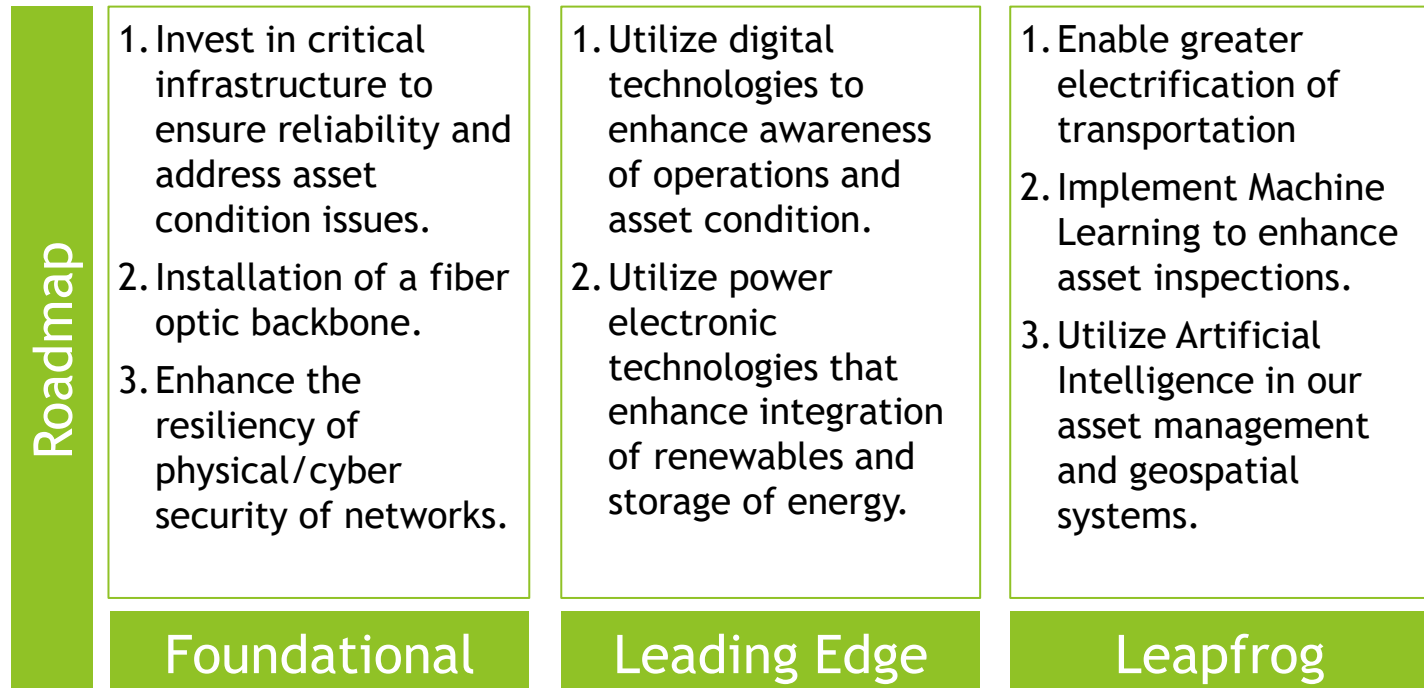 Roadmap
1. Invest in critical
infrastructure to
ensure reliability and
address asset
condition issues.
2. Installation of a fiber
optic backbone.
3. Enhance the
resiliency of
physical/cyber
security of networks.
Foundational
1. Utilize digital
technologies to
enhance awareness
of operations and
asset condition.
2. Utilize power
electronic
technologies that
enhance integration
of renewables and
storage of energy.
Leading Edge
1. Enable greater
electrification of
transportation
2. Implement Machine
Learning to enhance
asset inspections.
3. Utilize Artificial
Intelligence in our
asset management
and geospatial
systems.
Leapfrog